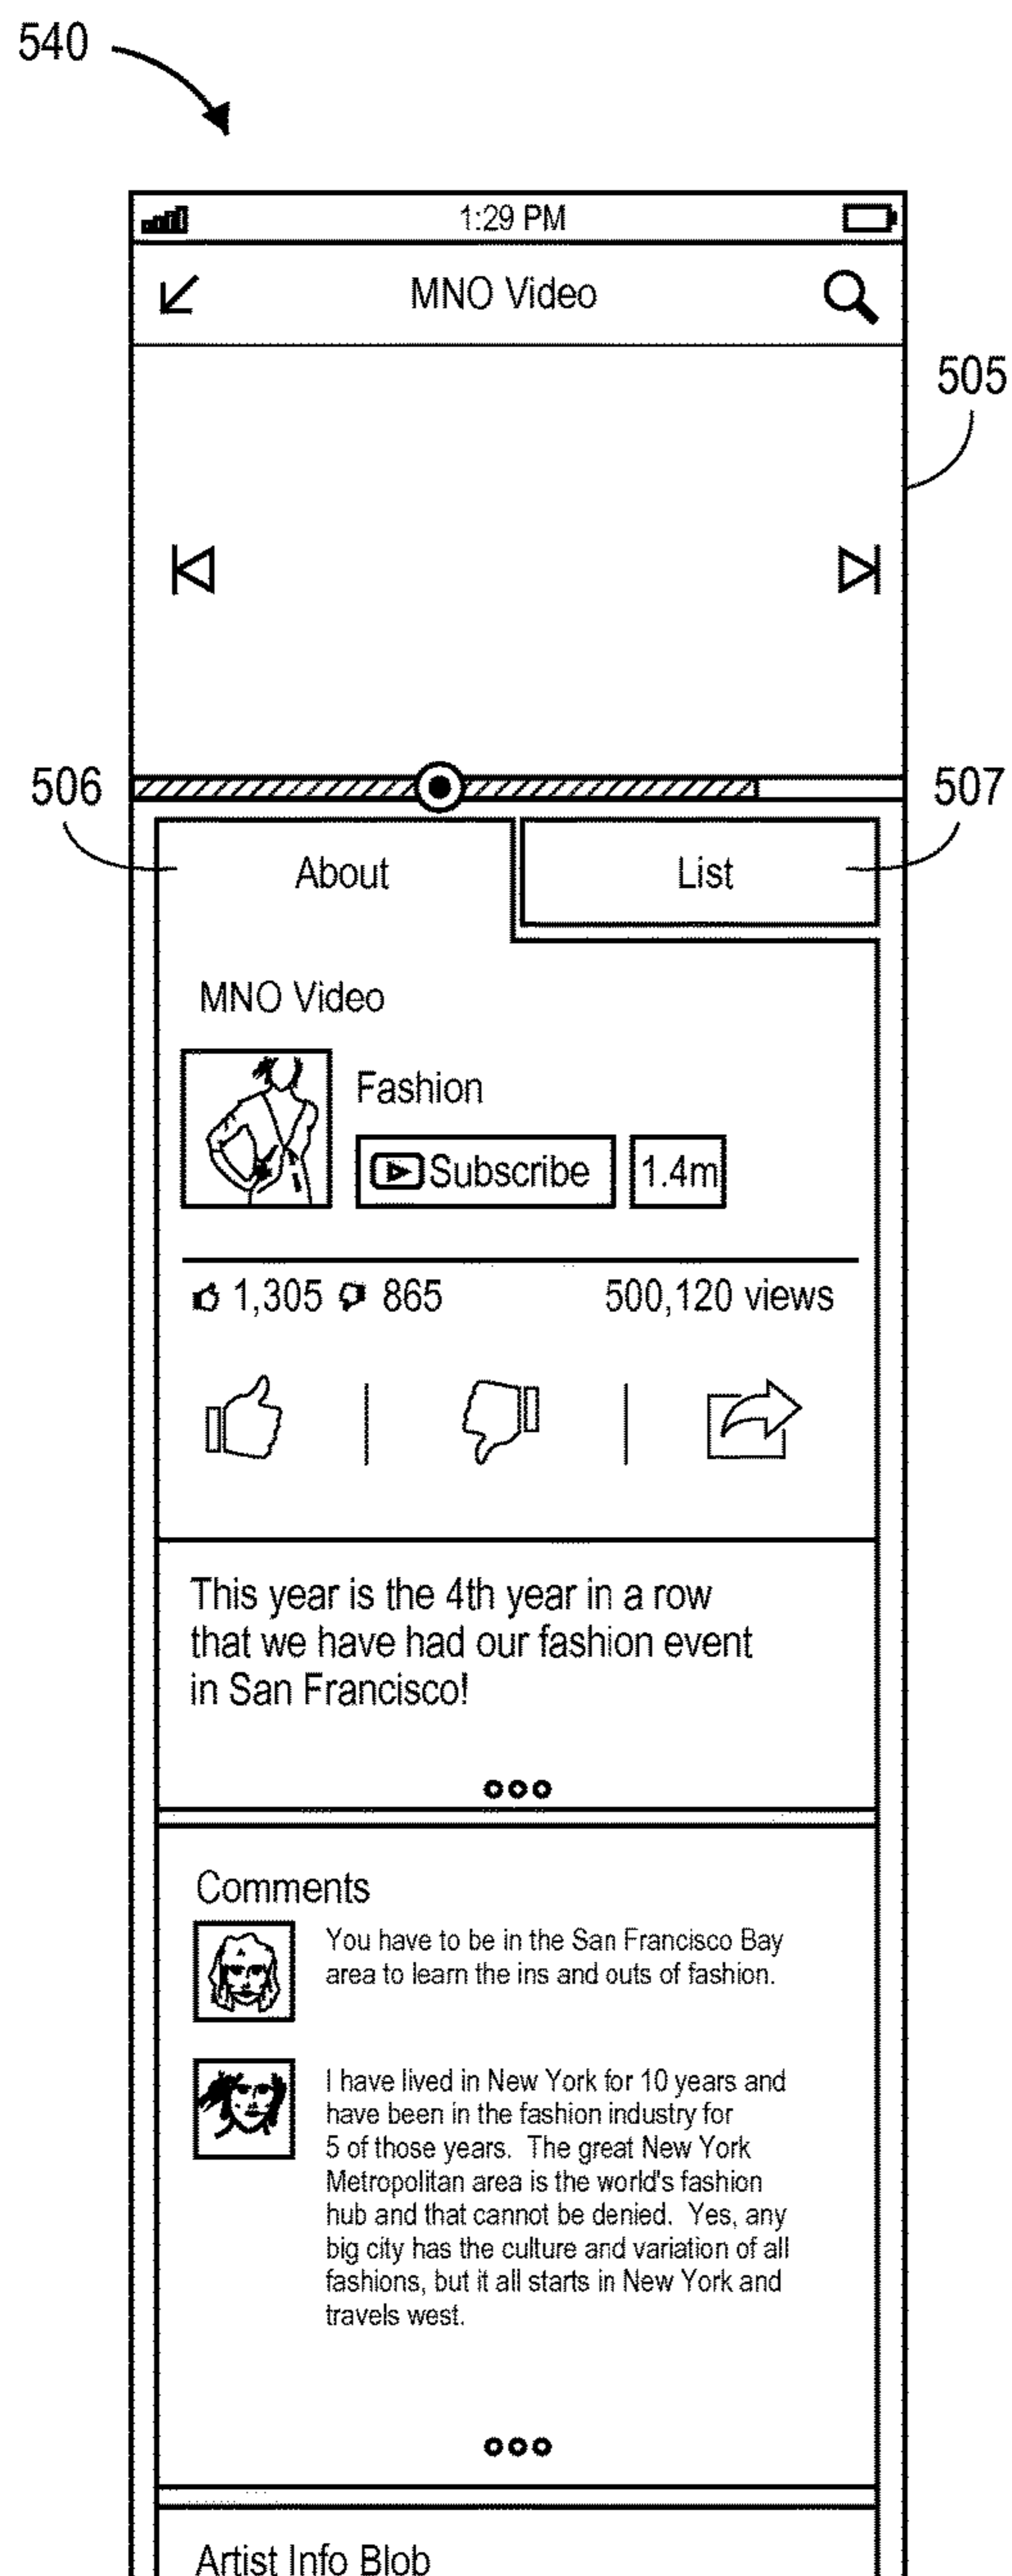 540
1:29 PM
MNO Video
505
506
507
About
List
MNO Video
Fashion
Subscribe
1.4m
1,305
865
500,120 views
This year is the 4th year in a row
that we have had our fashion event
in San Francisco!
Comments
You have to be in the San Francisco Bay
area to learn the ins and outs of fashion.
I have lived in New York for 10 years and
have been in the fashion industry for
5 of those years. The great New York
Metropolitan area is the world's fashion
hub and that cannot be denied. Yes, any
big city has the culture and variation of all
fashions, but it all starts in New York and
travels west.
Artist Info Blob